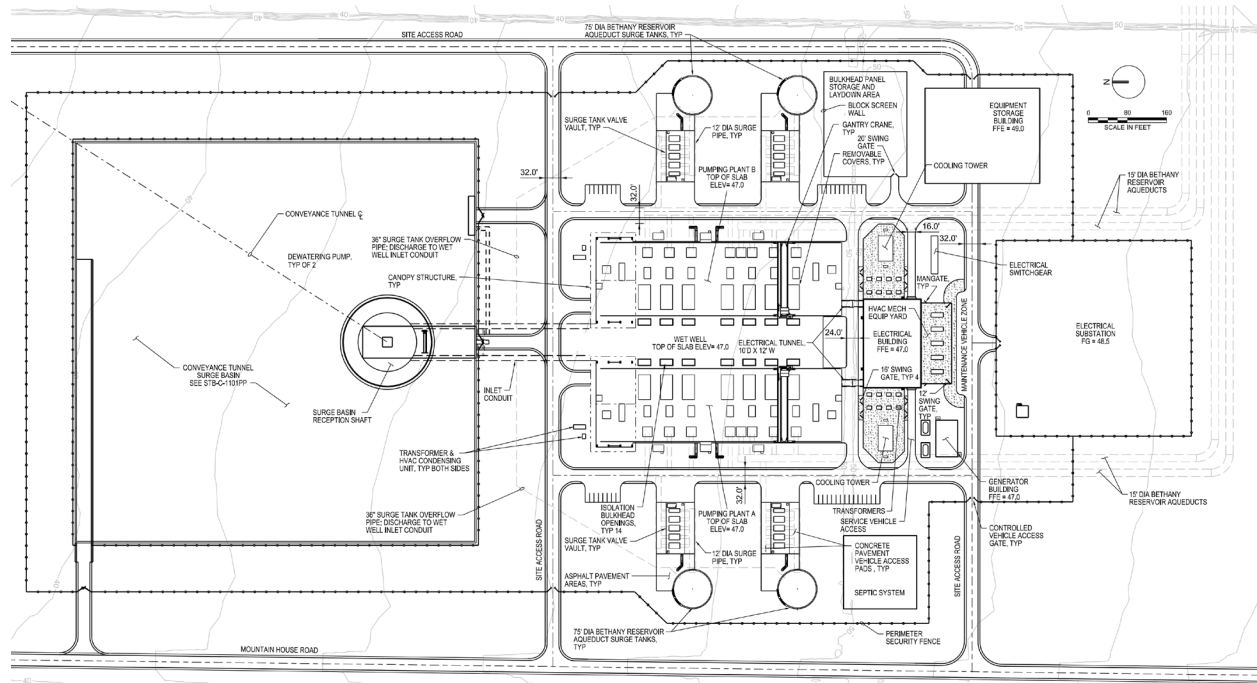 75' DIA BETHANY RESERVOIR
AQUEDUCT SURGE TANKS, TYP
SITE ACCESS ROAD
40
40
40
50
50
50
BULKHEAD PANEL
STORAGE AND
LAYDOWN AREA
BLOCK SCREEN
WALL
GANTRY CRANE,
TYP
20' SWING
GATE
REMOVABLE
COVERS, TYP
EQUIPMENT
STORAGE
BUILDING
FFE = 49.0
N
0 80 160
SCALE IN FEET
SURGE TANK VALVE
VAULT, TYP
12' DIA SURGE
PIPE, TYP
PUMPING PLANT B
TOP OF SLAB
ELEV= 47.0
COOLING TOWER
15' DIA BETHANY
RESERVOIR
AQUEDUCTS
32.0'
32.0'
16.0'
32.0'
CONVEYANCE TUNNEL ℄
DEWATERING PUMP,
TYP OF 2
36" SURGE TANK OVERFLOW
PIPE; DISCHARGE TO WET
WELL INLET CONDUIT
CANOPY STRUCTURE,
TYP
ELECTRICAL
SWITCHGEAR
MANGATE,
TYP
HVAC MECH
EQUIP YARD
ELECTRICAL
BUILDING
FFE = 47.0
24.0'
WET WELL
TOP OF SLAB ELEV= 47.0
ELECTRICAL TUNNEL,
10'D X 12' W
MAINTENANCE VEHICLE ZONE
ELECTRICAL
SUBSTATION
FG = 48.5
16' SWING
GATE, TYP 4
12'
SWING
GATE,
TYP
CONVEYANCE TUNNEL
SURGE BASIN
SEE STB-C-1101PP
SURGE BASIN
RECEPTION SHAFT
INLET
CONDUIT
TRANSFORMER &
HVAC CONDENSING
UNIT, TYP BOTH SIDES
COOLING TOWER
GENERATOR
BUILDING
FFE = 47.0
15' DIA BETHANY
RESERVOIR AQUEDUCTS
32.0'
36" SURGE TANK OVERFLOW
PIPE; DISCHARGE TO WET
WELL INLET CONDUIT
ISOLATION
BULKHEAD
OPENINGS,
TYP 14
SURGE TANK VALVE
VAULT, TYP
PUMPING PLANT A
TOP OF SLAB
ELEV= 47.0
TRANSFORMERS
SERVICE VEHICLE
ACCESS
CONTROLLED
VEHICLE ACCESS
GATE, TYP
12' DIA SURGE
PIPE, TYP
CONCRETE
PAVEMENT
VEHICLE ACCESS
PADS , TYP
SEPTIC SYSTEM
ASPHALT PAVEMENT
AREAS, TYP
SITE ACCESS ROAD
SITE ACCESS ROAD
75' DIA BETHANY RESERVOIR
AQUEDUCT SURGE TANKS,
TYP
PERIMETER
SECURITY FENCE
MOUNTAIN HOUSE ROAD
40